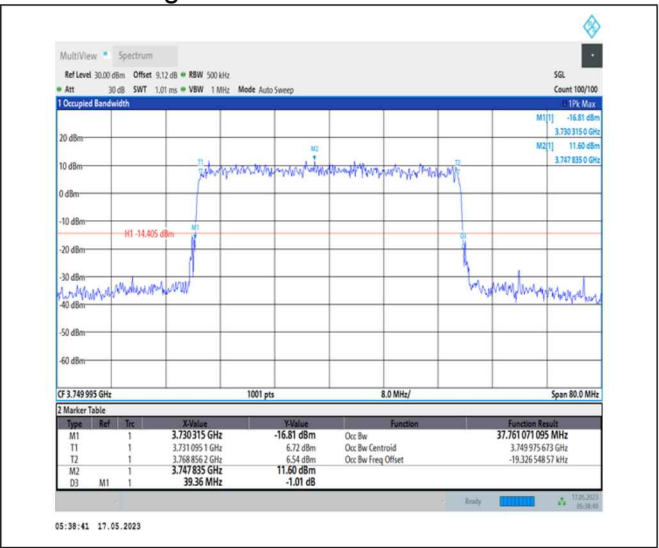 MultiView Spectrum
Ref Level 30.00 dBm Offset 9.12 dB RBW 500 kHz SGL
Att 30 dB SWT 1.01 ms VBW 1 MHz Mode Auto Sweep Count 100/100
1 Occupied Bandwidth 1Pk Max
M1[1] -16.81 dBm
3.730 315 0 GHz
M2[1] 11.60 dBm
3.747 835 0 GHz
20 dBm
M2
T1
T2
10 dBm
0 dBm
-10 dBm
M1
H1 -14.405 dBm
D3
-20 dBm
-30 dBm
-40 dBm
-50 dBm
-60 dBm
CF 3.749 995 GHz 1001 pts 8.0 MHz/ Span 80.0 MHz
2 Marker Table
Type Ref Trc X-Value Y-Value Function Function Result
M1 1 3.730315 GHz -16.81 dBm Occ Bw 37.761 071 095 MHz
T1 1 3.731 095 1 GHz 6.72 dBm Occ Bw Centroid 3.749 975 673 GHz
T2 1 3.768 856 2 GHz 6.54 dBm Occ Bw Freq Offset -19.326 548 57 kHz
M2 1 3.747835 GHz 11.60 dBm
D3 M1 1 39.36 MHz -1.01 dB
Ready 17.05.2023
05:38:40
05:38:41 17.05.2023